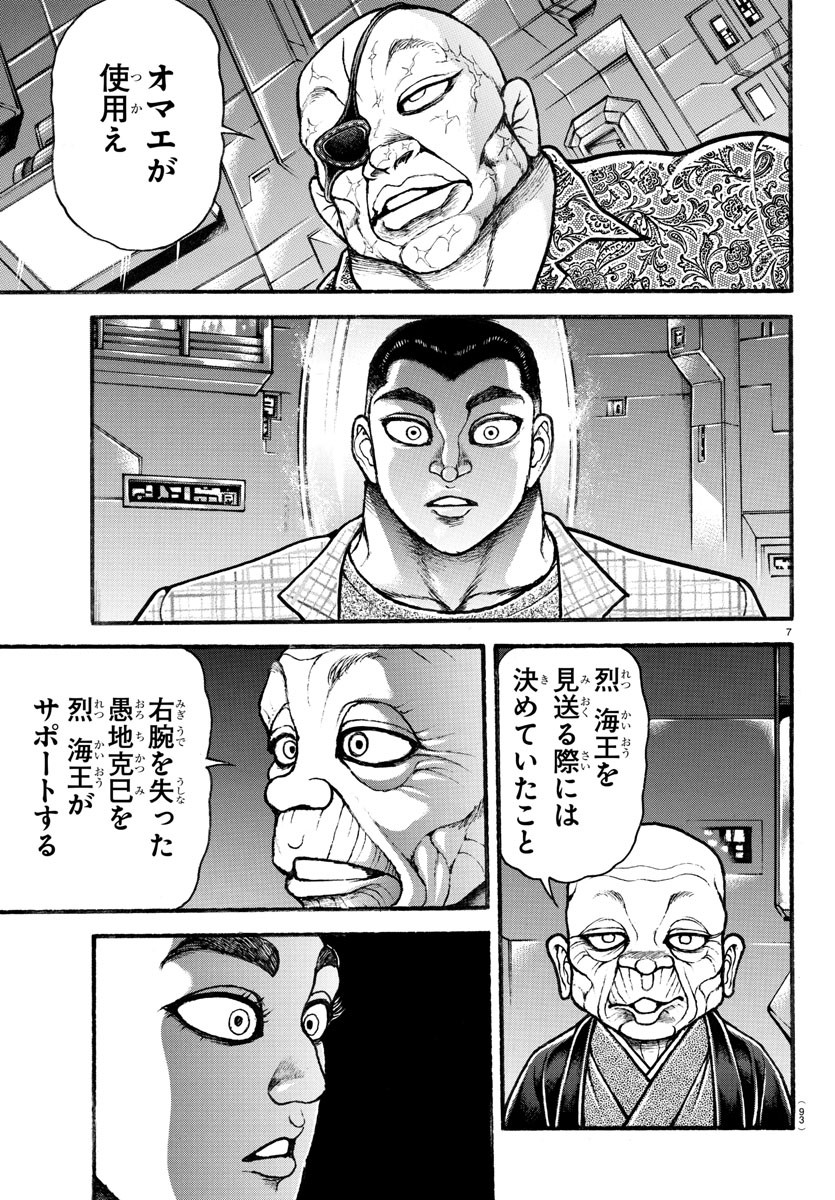 オマエが
使用え
7
烈 海王を
見送る際には
決めていたこと
右腕を失った
愚地克巳を
烈 海王が
サポートする
(93)